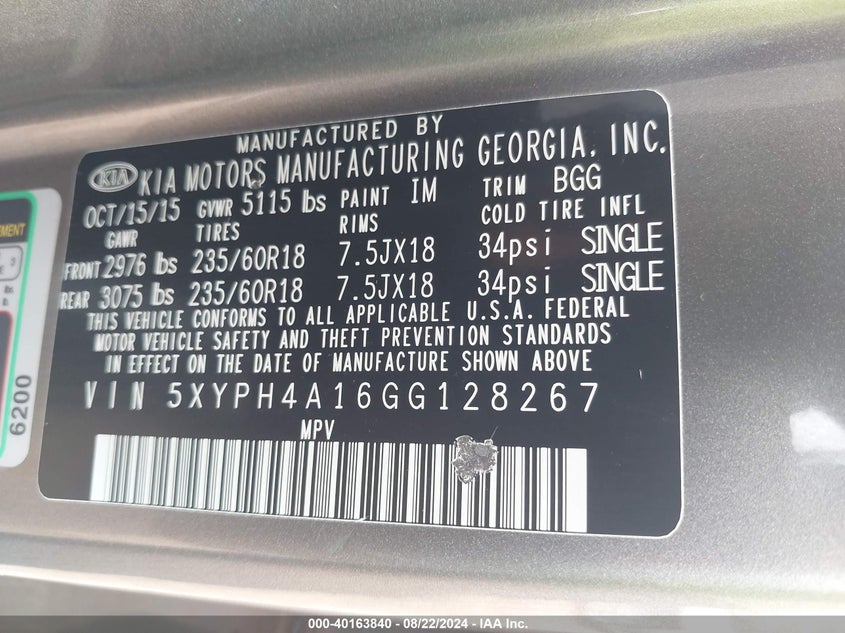 MANUFACTURED BY
KIA KIA MOTORS MANUFACTURING GEORGIA, INC.
OCT/15/15 GVWR 5115 lbs PAINT IM TRIM BGG
GAWR TIRES RIMS COLD TIRE INFL
FRONT 2976 lbs 235/60R18 7.5JX18 34psi SINGLE
REAR 3075 lbs 235/60R18 7.5JX18 34psi SINGLE
THIS VEHICLE CONFORMS TO ALL APPLICABLE U.S.A. FEDERAL
MOTOR VEHICLE SAFETY AND THEFT PREVENTION STANDARDS
IN EFFECT ON THE DATE OF MANUFACTURE SHOWN ABOVE
VIN 5XYPH4A16GG128267
MPV
6200
000-40163840 - 08/22/2024 - IAA Inc.